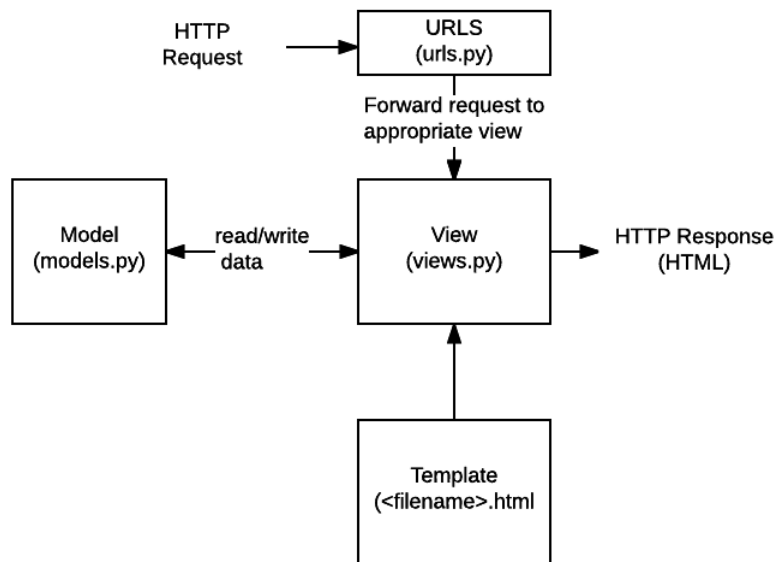 HTTP
Request
URLS
(urls.py)
Forward request to
appropriate view
Model
(models.py)
read/write
data
View
(views.py)
HTTP Response
(HTML)
Template
(<filename>.html